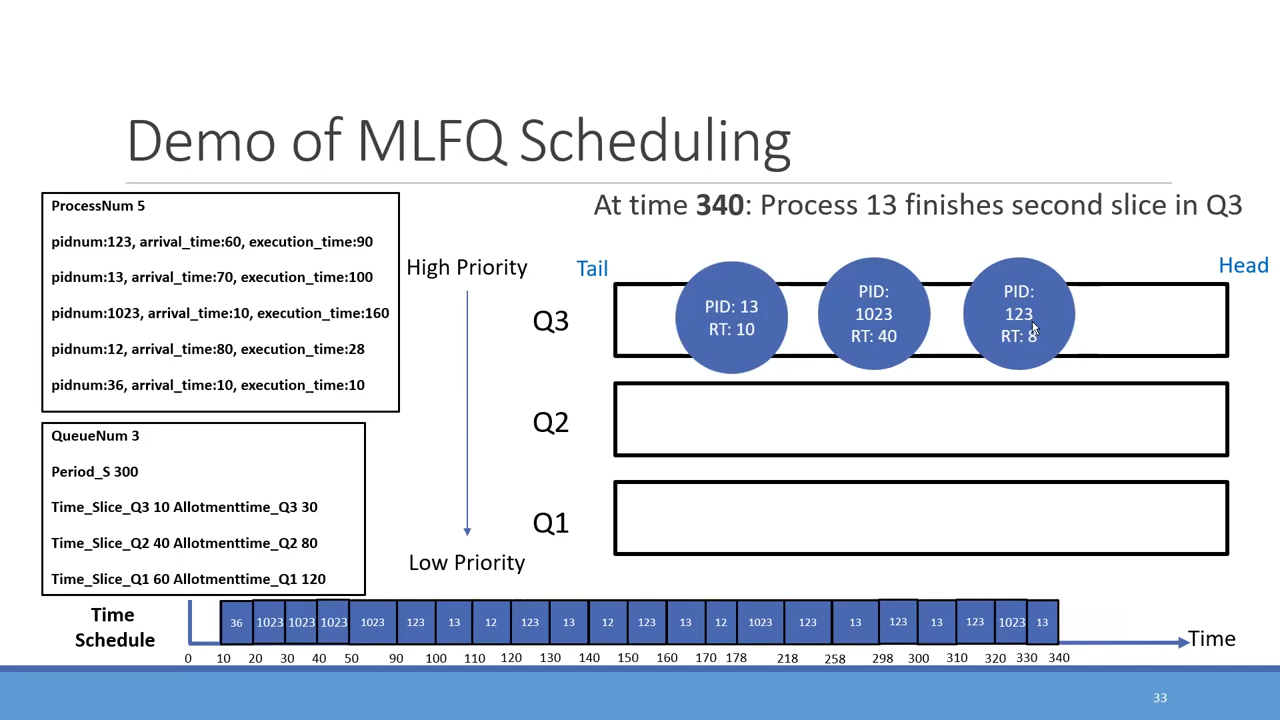 Demo of MLFQ Scheduling
At time 340: Process 13 finishes second slice in Q3
ProcessNum 5
pidnum:123, arrival_time:60, execution_time:90
pidnum:13, arrival_time:70, execution_time:100
pidnum:1023, arrival_time:10, execution_time:160
pidnum:12, arrival_time:80, execution_time:28
pidnum:36, arrival_time:10, execution_time:10
QueueNum 3
Period_S 300
Time_Slice_Q3 10 Allotmenttime_Q3 30
Time_Slice_Q2 40 Allotmenttime_Q2 80
Time_Slice_Q1 60 Allotmenttime_Q1 120
High Priority
Low Priority
Tail
Head
Q3
PID: 13
RT: 10
PID:
1023
RT: 40
PID:
123
RT: 8
Q2
Q1
Time
Schedule
36 1023 1023 1023 1023 123 13 12 123 13 12 123 13 12 1023 123 13 123 13 123 1023 13
Time
0 10 20 30 40 50 90 100 110 120 130 140 150 160 170 178 218 258 298 300 310 320 330 340
33